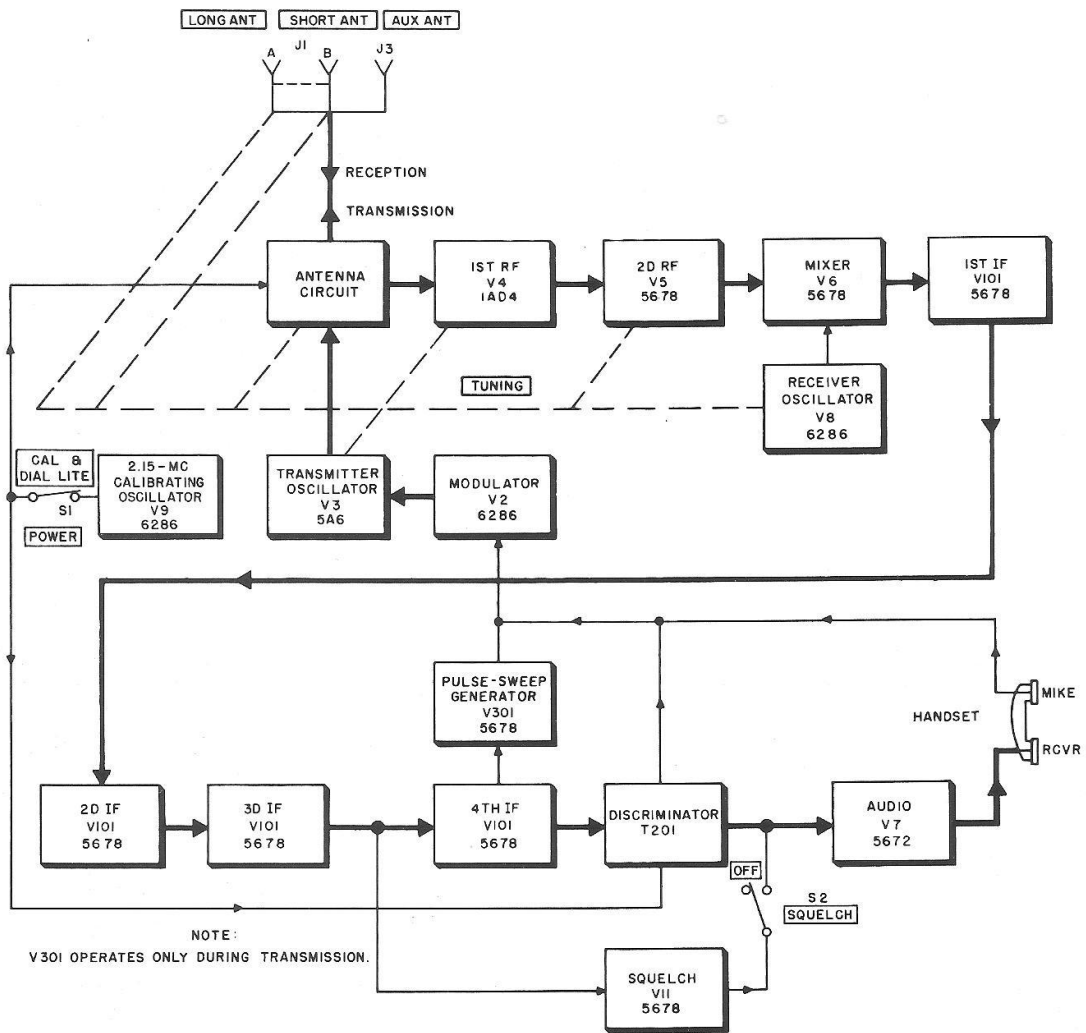 LONG ANT
SHORT ANT
AUX ANT
A
J1
B
J3
RECEPTION
TRANSMISSION
ANTENNA
CIRCUIT
1ST RF
V4
1AD4
2D RF
V5
5678
MIXER
V6
5678
1ST IF
V101
5678
TUNING
RECEIVER
OSCILLATOR
V8
6286
CAL &
DIAL LITE
S1
POWER
2.15-MC
CALIBRATING
OSCILLATOR
V9
6286
TRANSMITTER
OSCILLATOR
V3
5A6
MODULATOR
V2
6286
PULSE-SWEEP
GENERATOR
V301
5678
HANDSET
MIKE
RCVR
2D IF
V101
5678
3D IF
V101
5678
4TH IF
V101
5678
DISCRIMINATOR
T201
AUDIO
V7
5672
OFF
S2
SQUELCH
NOTE:
V301 OPERATES ONLY DURING TRANSMISSION.
SQUELCH
V11
5678